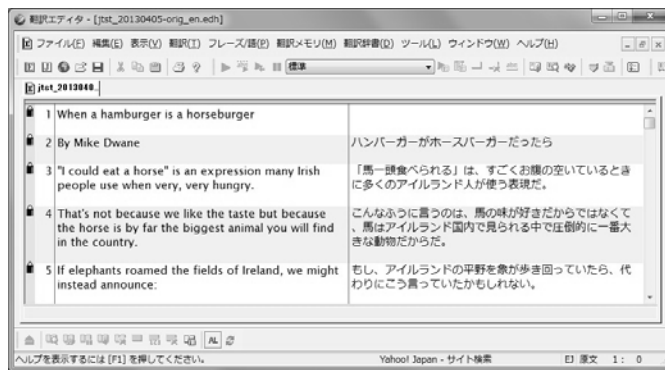 翻訳エディタ - [jtst_20130405-orig_en.edh]
ファイル(F) 編集(E) 表示(V) 翻訳(T) フレーズ/語(P) 翻訳メモリ(M) 翻訳辞書(D) ツール(L) ウィンドウ(W) ヘルプ(H)
標準
jtst_2013040..
1 When a hamburger is a horseburger
2 By Mike Dwane ハンバーガーがホースバーガーだったら
3 "I could eat a horse" is an expression many Irish 「馬一頭食べられる」は、すごくお腹の空いているとき
people use when very, very hungry. に多くのアイルランド人が使う表現だ。
4 That's not because we like the taste but because こんなふうに言うのは、馬の味が好きだからではなくて
the horse is by far the biggest animal you will find 、馬はアイルランド国内で見られる中で圧倒的に一番大
in the country. きな動物だからだ。
5 If elephants roamed the fields of Ireland, we might もし、アイルランドの平野を象が歩き回っていたら、代
instead announce: わりにこう言っていたかもしれない。
AL
ヘルプを表示するには [F1] を押してください。 Yahoo! Japan - サイト検索 EJ 原文 1: 0